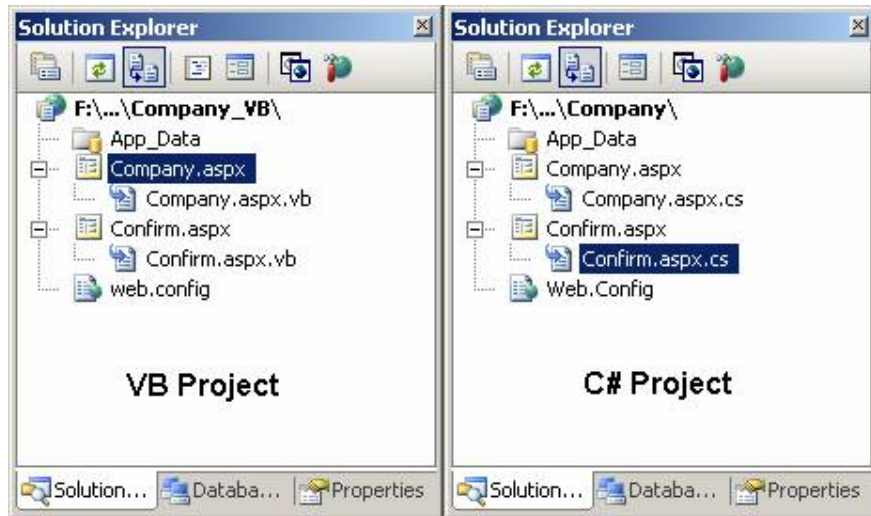 Solution Explorer
F:\...\Company_VB\
App_Data
Company.aspx
Company.aspx.vb
Confirm.aspx
Confirm.aspx.vb
web.config
VB Project
Solution... Databa... Properties
Solution Explorer
F:\...\Company\
App_Data
Company.aspx
Company.aspx.cs
Confirm.aspx
Confirm.aspx.cs
Web.Config
C# Project
Solution... Databa... Properties